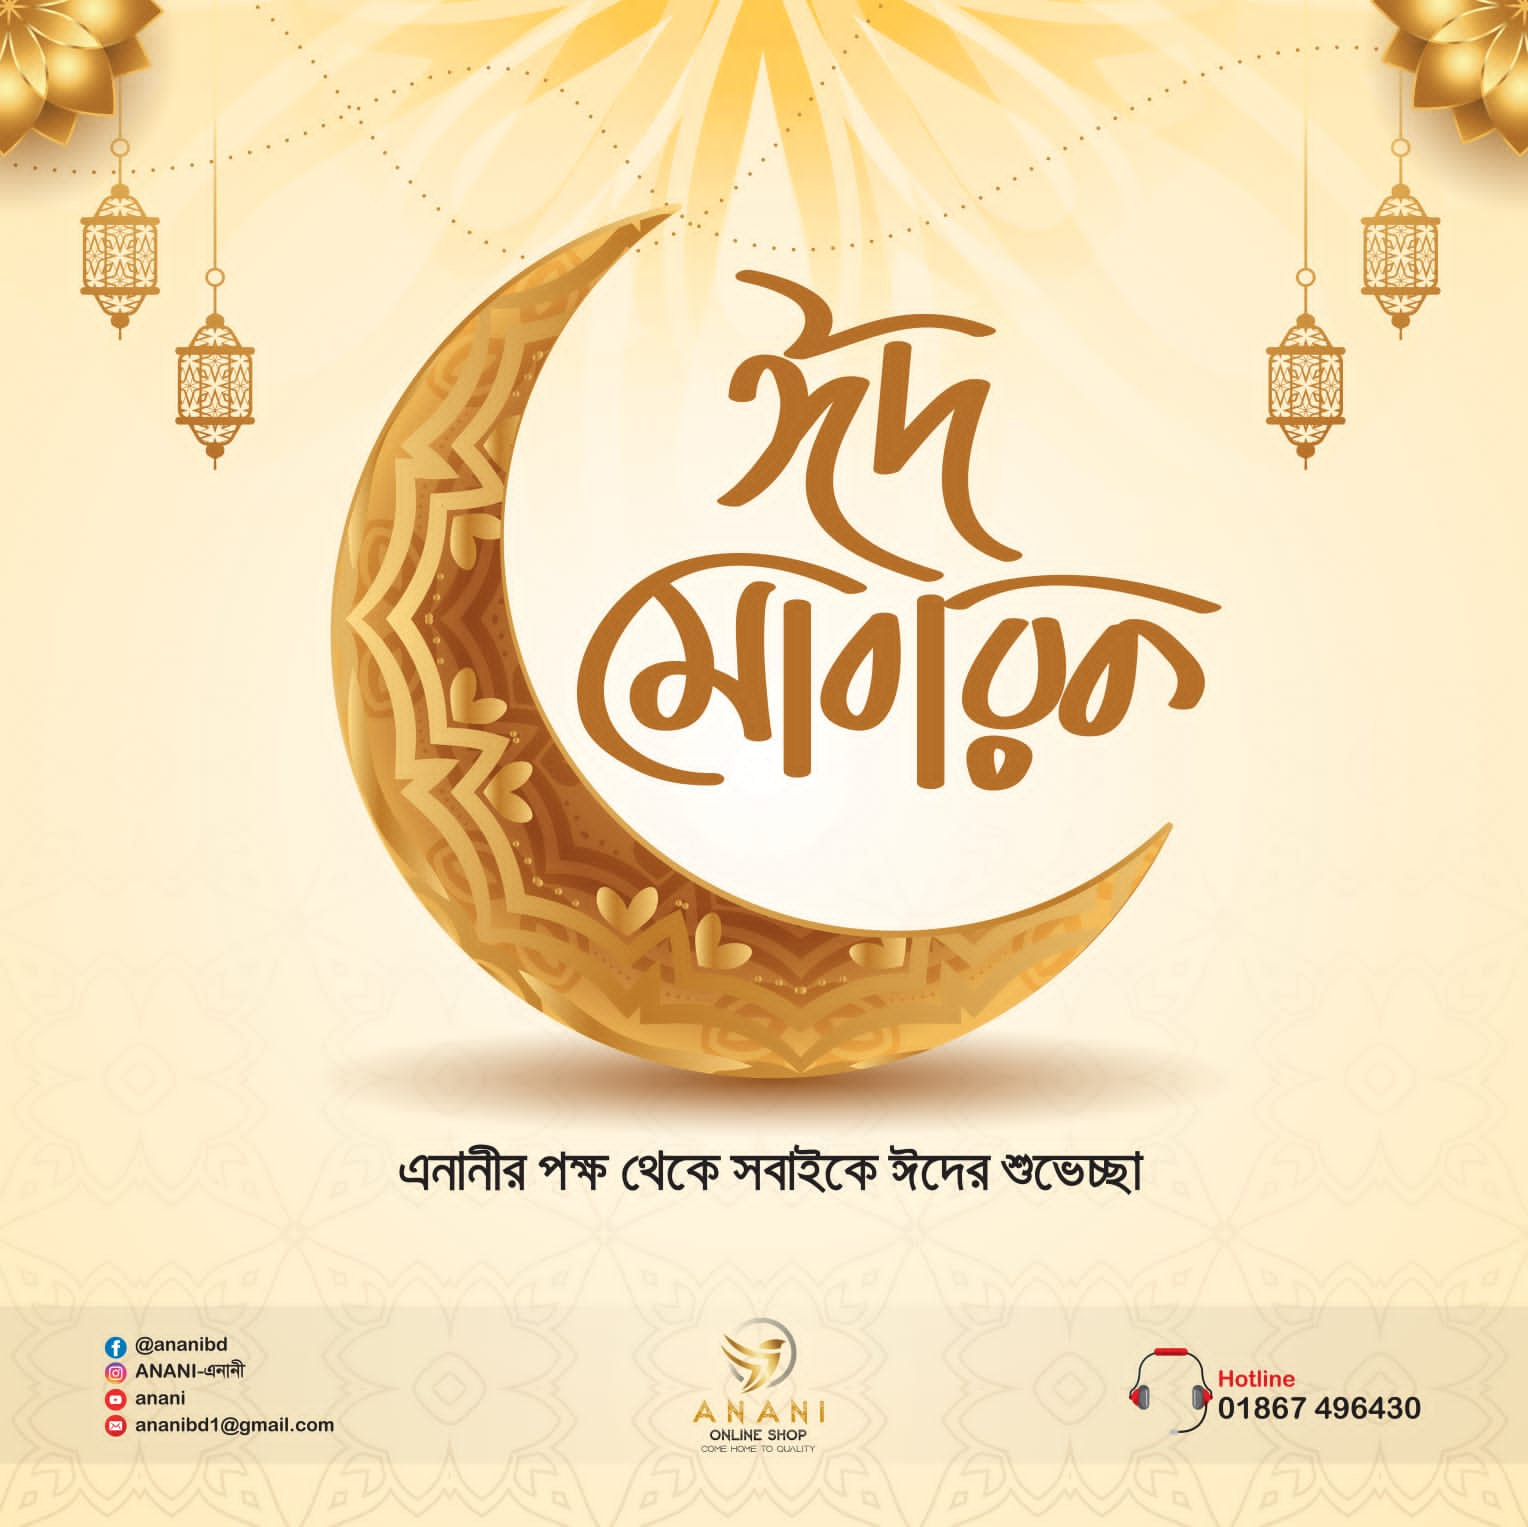 ঈদ
মোবারক
এনানীর পক্ষ থেকে সবাইকে ঈদের শুভেচ্ছা
@ananibd
ANANI-এনানী
anani
ananibd1@gmail.com
ANANI
ONLINE SHOP
COME HOME TO QUALITY
Hotline
01867 496430